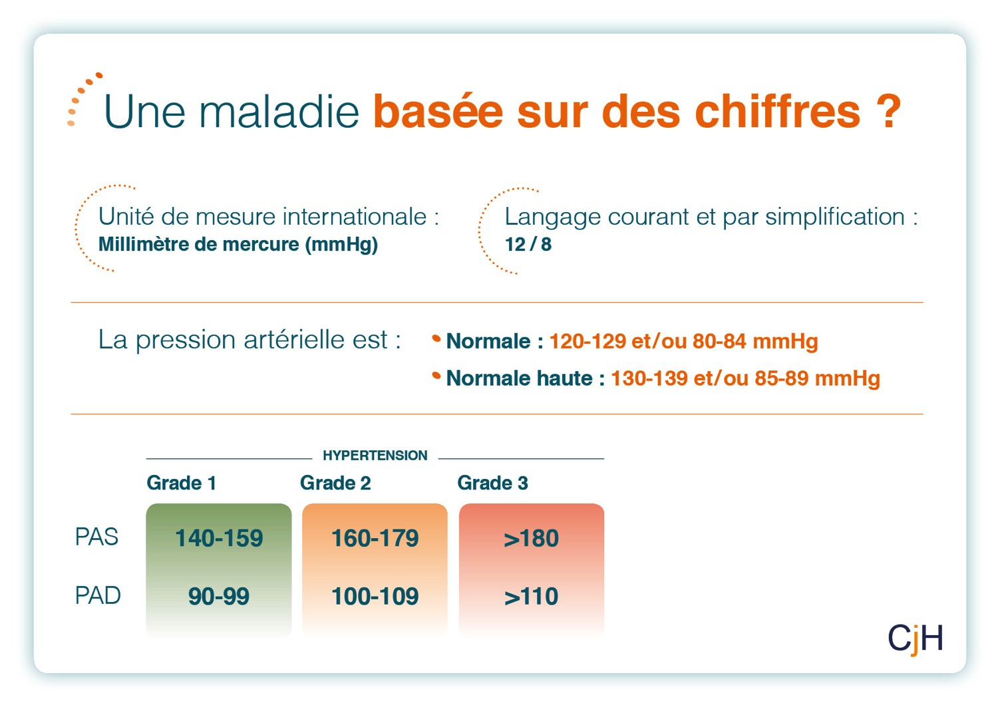 Une maladie basée sur des chiffres ?
Unité de mesure internationale :
Millimètre de mercure (mmHg)
Langage courant et par simplification :
12 / 8
La pression artérielle est :
• Normale : 120-129 et/ou 80-84 mmHg
• Normale haute : 130-139 et/ou 85-89 mmHg
HYPERTENSION
Grade 1 Grade 2 Grade 3
PAS 140-159 160-179 >180
PAD 90-99 100-109 >110
CjH